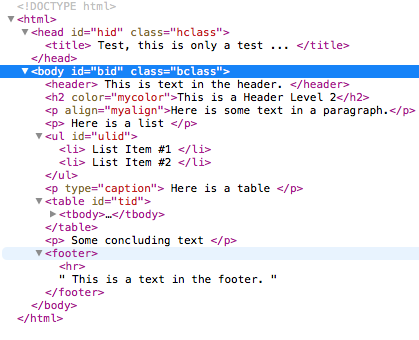 <!DOCTYPE html>
<html>
<head id="hid" class="hclass">
<title> Test, this is only a test ... </title>
</head>
<body id="bid" class="bclass">
<header> This is text in the header. </header>
<h2 color="mycolor">This is a Header Level 2</h2>
<p align="myalign">Here is some text in a paragraph.</p>
<p> Here is a list </p>
<ul id="ulid">
<li> List Item #1 </li>
<li> List Item #2 </li>
</ul>
<p type="caption"> Here is a table </p>
<table id="tid">
<tbody>…</tbody>
</table>
<p> Some concluding text </p>
<footer>
<hr>
" This is a text in the footer. "
</footer>
</body>
</html>